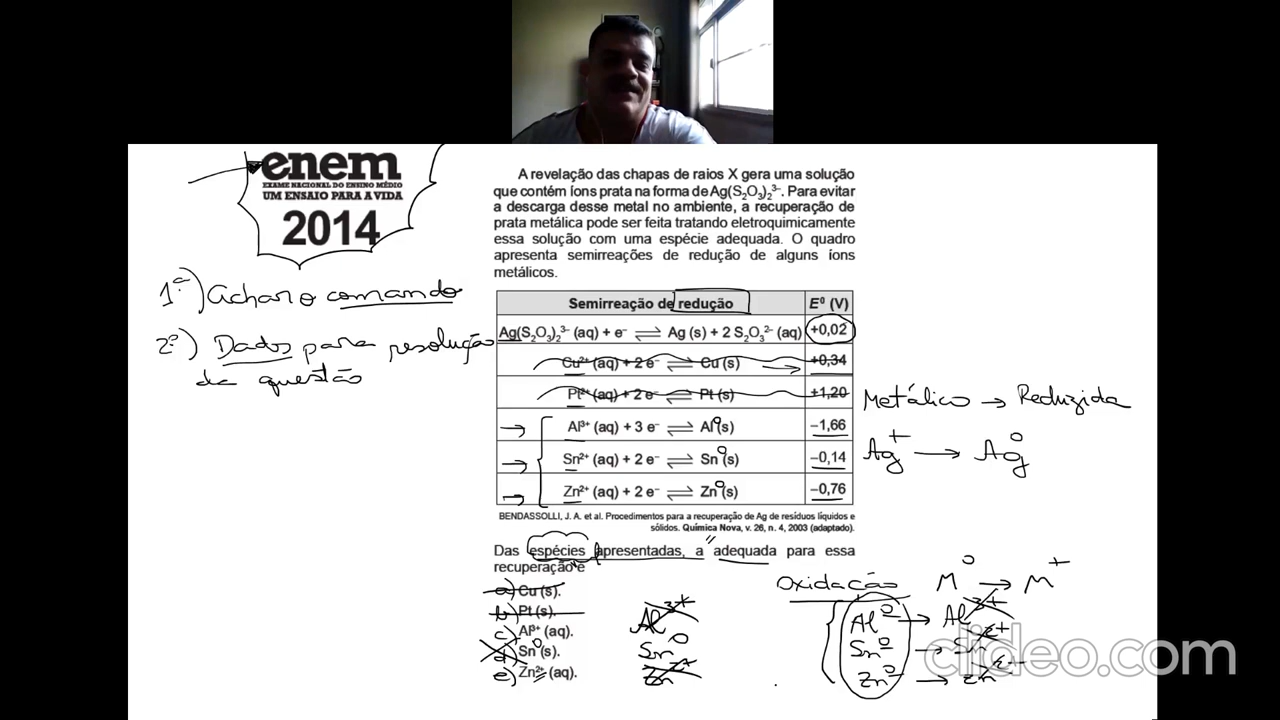 enem
EXAME NACIONAL DO ENSINO MÉDIO
UM ENSAIO PARA A VIDA
2014
1ª) Achar o comando
2º) Dados para resolução
da questão
A revelação das chapas de raios X gera uma solução
que contém íons prata na forma de Ag(S₂O₃)₂³⁻. Para evitar
a descarga desse metal no ambiente, a recuperação de
prata metálica pode ser feita tratando eletroquimicamente
essa solução com uma espécie adequada. O quadro
apresenta semirreações de redução de alguns íons
metálicos.
Semirreação de redução E⁰ (V)
Ag(S₂O₃)₂³⁻ (aq) + e⁻ ⇌ Ag (s) + 2 S₂O₃²⁻ (aq) +0,02
Cu²⁺ (aq) + 2 e⁻ ⇌ Cu (s) → +0,34
Pt²⁺ (aq) + 2 e⁻ ⇌ Pt (s) +1,20
→ Al³⁺ (aq) + 3 e⁻ ⇌ Al⁰(s) −1,66
→ Sn²⁺ (aq) + 2 e⁻ ⇌ Sn⁰(s) −0,14
→ Zn²⁺ (aq) + 2 e⁻ ⇌ Zn⁰(s) −0,76
BENDASSOLLI, J. A. et al. Procedimentos para a recuperação de Ag de resíduos líquidos e
sólidos. Química Nova, v. 26, n. 4, 2003 (adaptado).
Metálico → Reduzida
Ag⁺ → Ag⁰
Das espécies apresentadas, a "adequada para essa
recuperação é
a) Cu (s).
b) Pt (s).
c) Al³⁺ (aq).
d) Sn⁰ (s).
e) Zn²⁺ (aq).
Al³⁺
Sn⁰
Zn²⁺
Oxidação M⁰ → M⁺
Al⁰ → Al³⁺
Sn⁰ → Sn²⁺
Zn⁰ → Zn²⁺
clideo.com